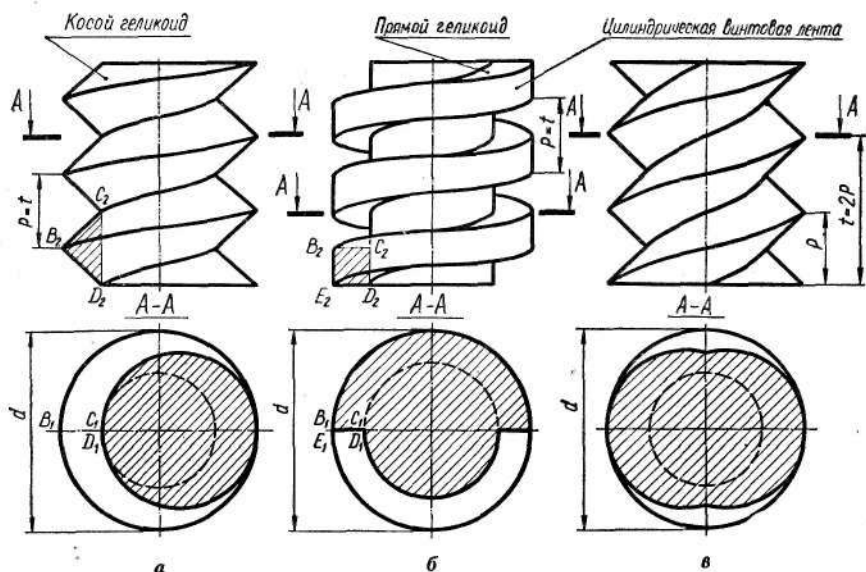 Косой геликоид
Прямой геликоид
Цилиндрическая винтовая лента
A
A
A
A
A
A
P=t
C₂
B₂
D₂
P=t
B₂
C₂
E₂
D₂
t=2P
P
A-A
A-A
A-A
d
B₁
C₁
D₁
d
B₁
C₁
E₁
D₁
d
а
б
в